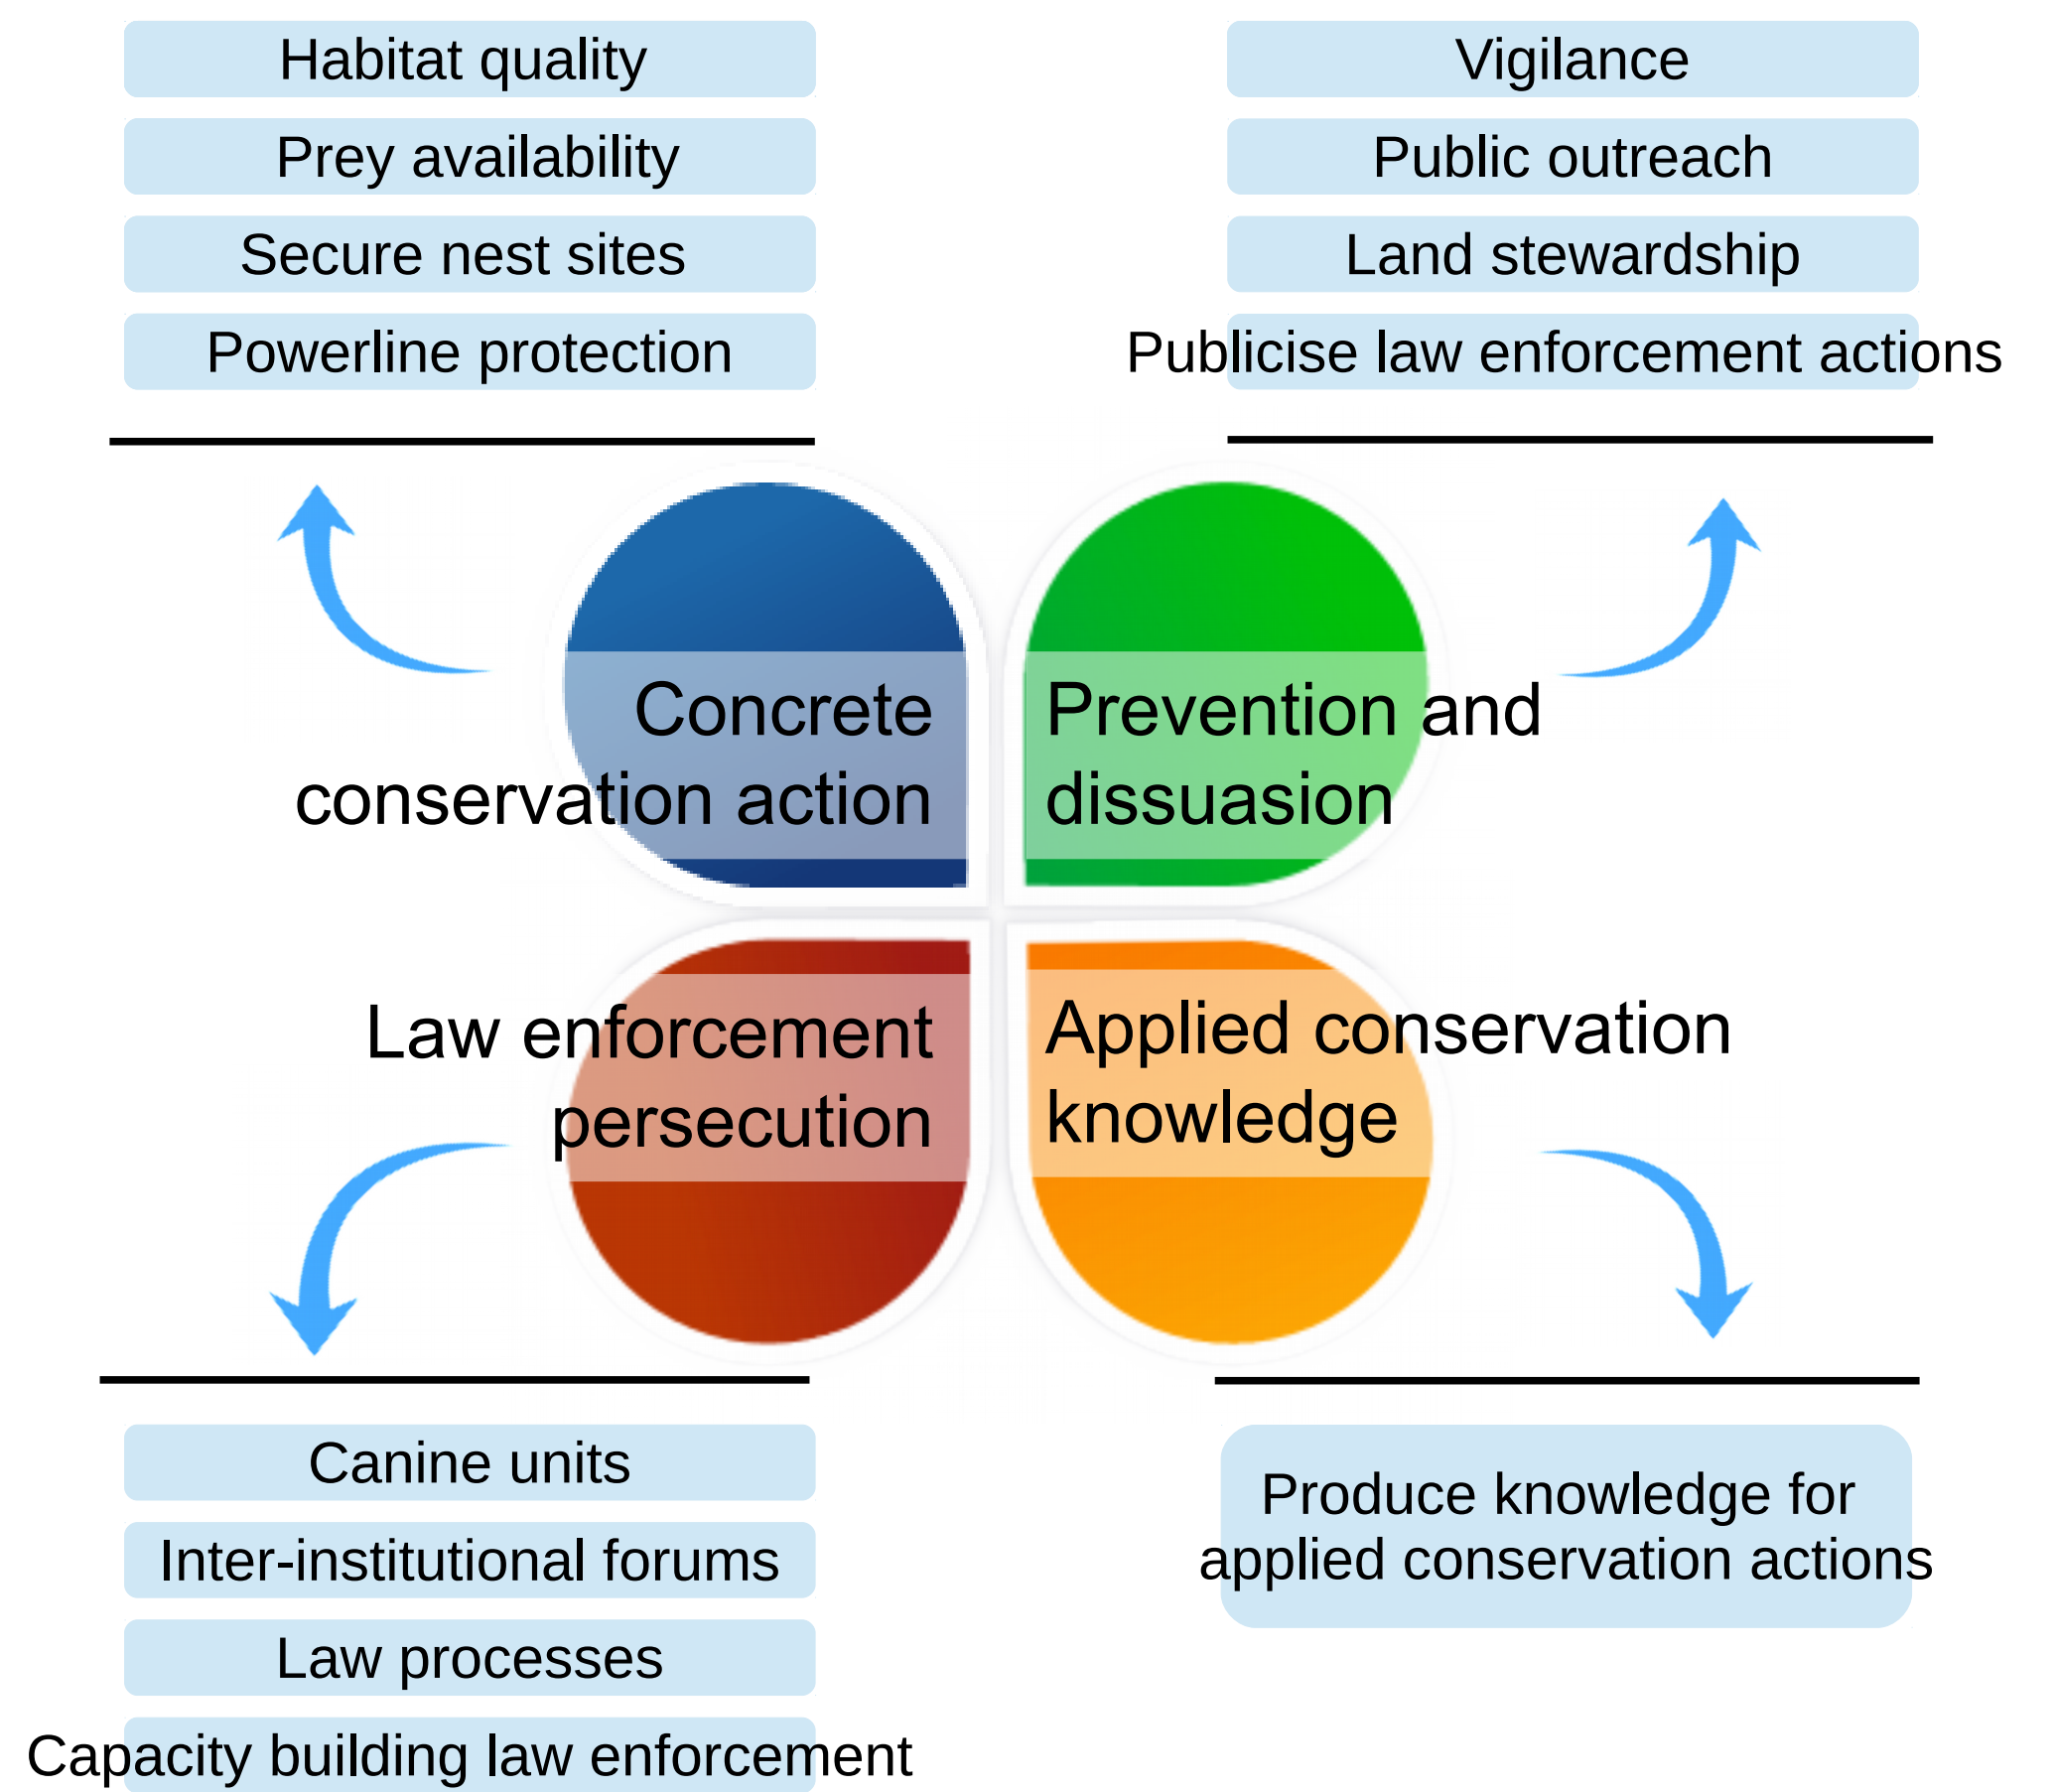 Habitat quality
Prey availability
Secure nest sites
Powerline protection
Vigilance
Public outreach
Land stewardship
Publicise law enforcement actions
Concrete
conservation action
Prevention and
dissuasion
Law enforcement
persecution
Applied conservation
knowledge
Canine units
Inter-institutional forums
Law processes
Capacity building law enforcement
Produce knowledge for
applied conservation actions